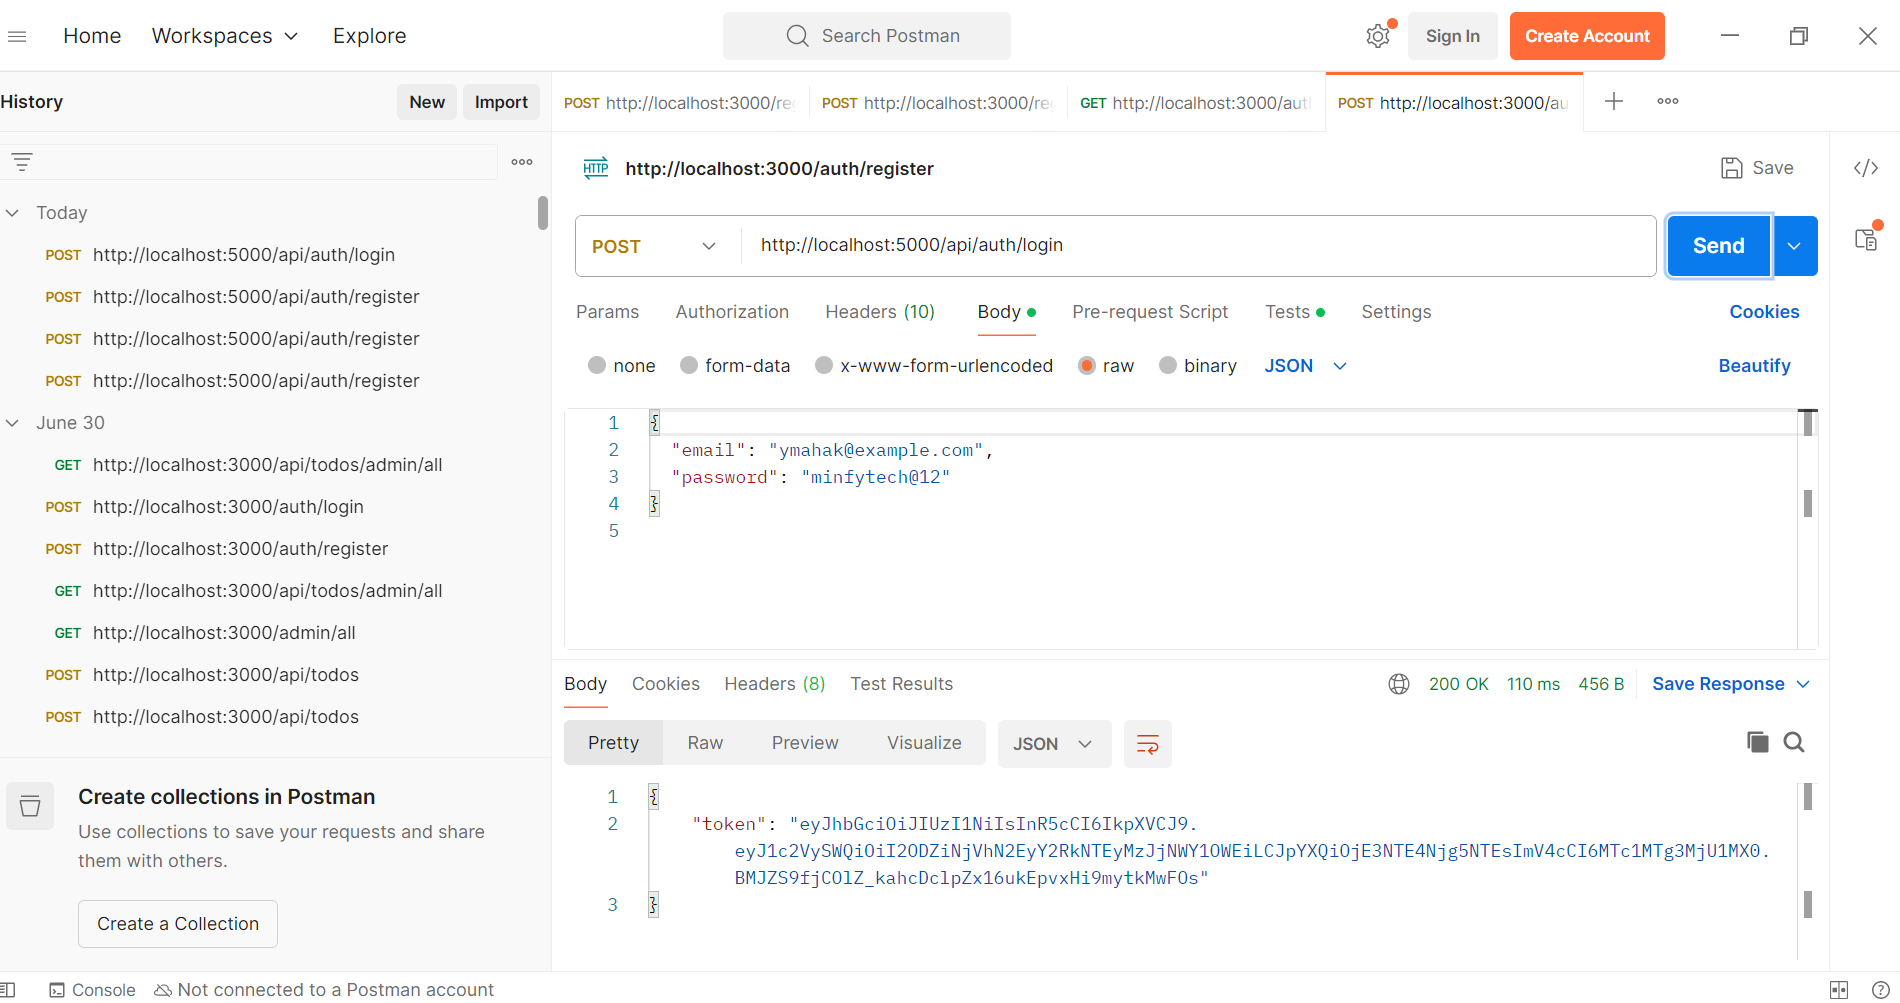 Home Workspaces Explore Search Postman Sign In Create Account
History New Import
POST http://localhost:3000/re
POST http://localhost:3000/re
GET http://localhost:3000/aut
POST http://localhost:3000/au
Today
POST http://localhost:5000/api/auth/login
POST http://localhost:5000/api/auth/register
POST http://localhost:5000/api/auth/register
POST http://localhost:5000/api/auth/register
June 30
GET http://localhost:3000/api/todos/admin/all
POST http://localhost:3000/auth/login
POST http://localhost:3000/auth/register
GET http://localhost:3000/api/todos/admin/all
GET http://localhost:3000/admin/all
POST http://localhost:3000/api/todos
POST http://localhost:3000/api/todos
Create collections in Postman
Use collections to save your requests and share
them with others.
Create a Collection
HTTP http://localhost:3000/auth/register Save
POST http://localhost:5000/api/auth/login Send
Params Authorization Headers (10) Body Pre-request Script Tests Settings Cookies
none form-data x-www-form-urlencoded raw binary JSON Beautify
1 {
2 "email": "ymahak@example.com",
3 "password": "minfytech@12"
4 }
5
Body Cookies Headers (8) Test Results 200 OK 110 ms 456 B Save Response
Pretty Raw Preview Visualize JSON
1 {
2 "token": "eyJhbGciOiJIUzI1NiIsInR5cCI6IkpXVCJ9.
eyJ1c2VySWQiOiI2ODZiNjVhN2EyY2RkNTEyMzJjNWY1OWEiLCJpYXQiOjE3NTE4Njg5NTEsImV4cCI6MTc1MTg3MjU1MX0.
BMJZS9fjCOlZ_kahcDclpZx16ukEpvxHi9mytkMwFOs"
3 }
Console Not connected to a Postman account